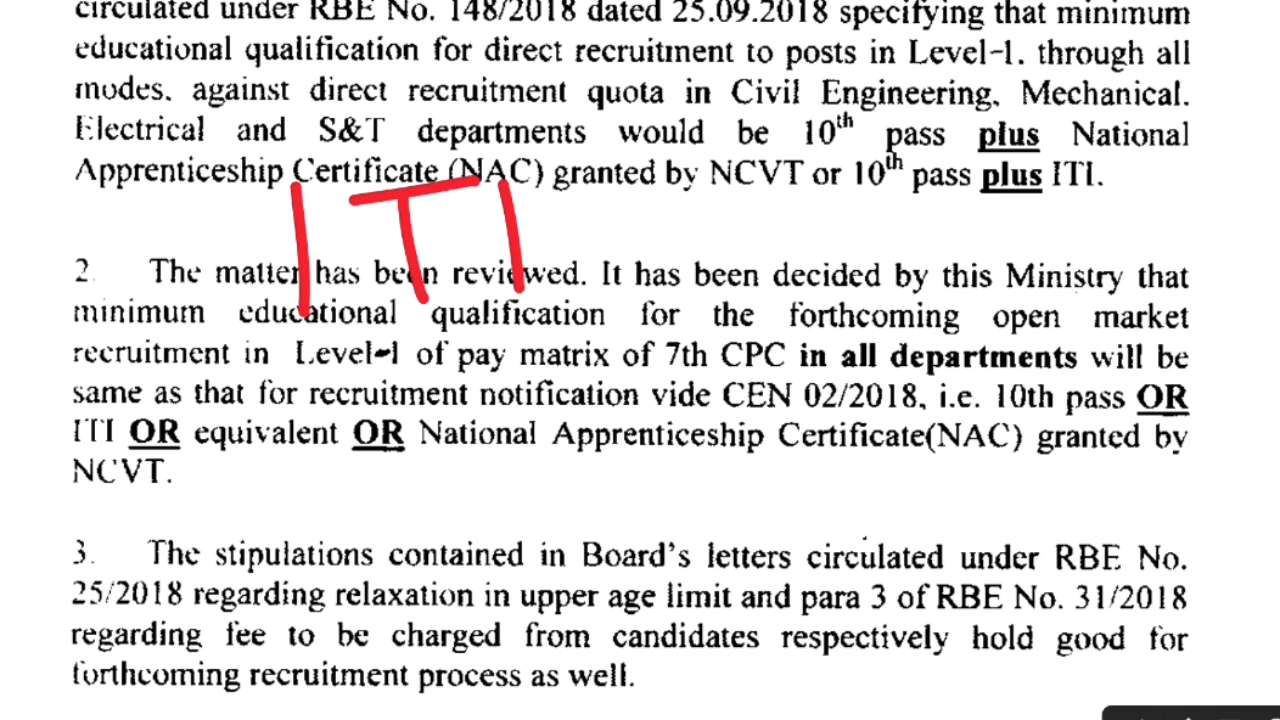 circulated under RBE No. 148/2018 dated 25.09.2018 specifying that minimum
educational qualification for direct recruitment to posts in Level-1. through all
modes. against direct recruitment quota in Civil Engineering, Mechanical.
Electrical and S&T departments would be 10th pass plus National
Apprenticeship Certificate (NAC) granted by NCVT or 10th pass plus ITI.
ITI
2. The matter has been reviewed. It has been decided by this Ministry that
minimum educational qualification for the forthcoming open market
recruitment in Level-1 of pay matrix of 7th CPC in all departments will be
same as that for recruitment notification vide CEN 02/2018, i.e. 10th pass OR
ITI OR equivalent OR National Apprenticeship Certificate(NAC) granted by
NCVT.
3. The stipulations contained in Board's letters circulated under RBE No.
25/2018 regarding relaxation in upper age limit and para 3 of RBE No. 31/2018
regarding fee to be charged from candidates respectively hold good for
forthcoming recruitment process as well.